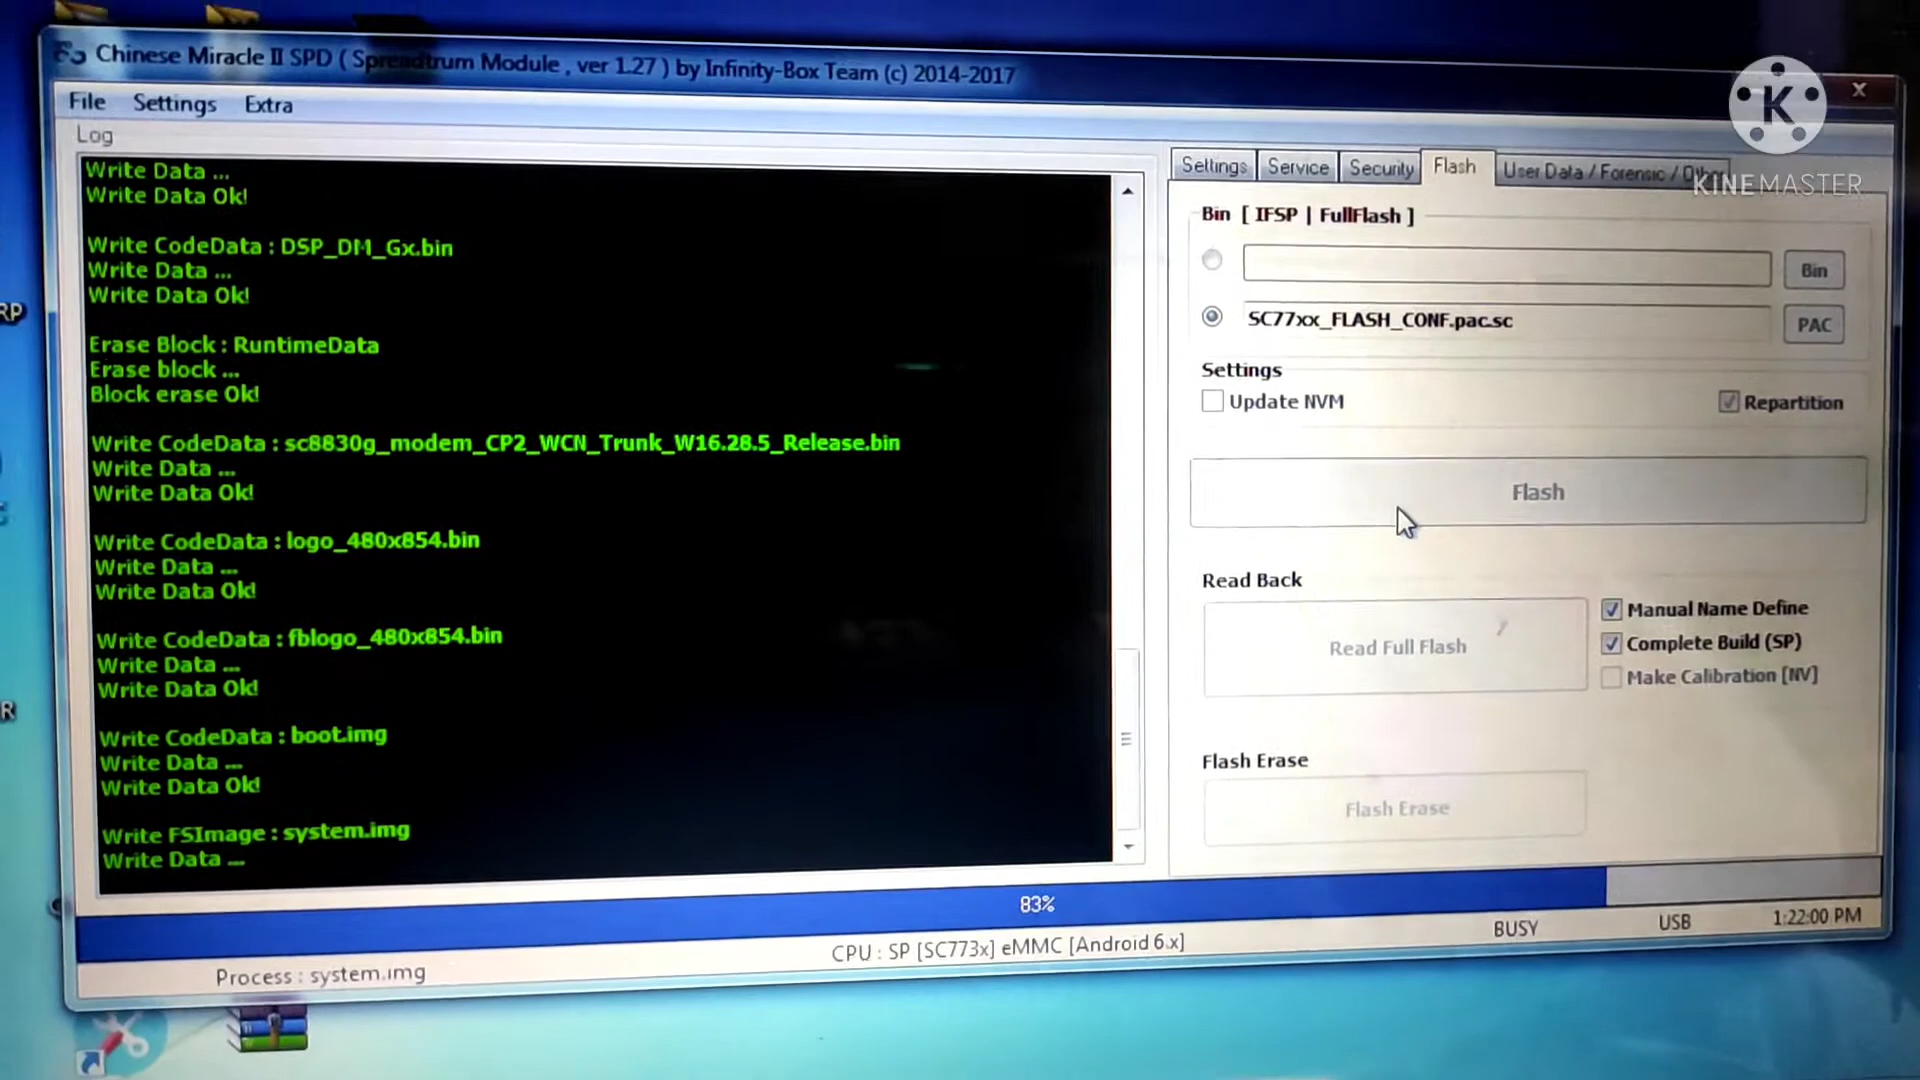 Chinese Miracle II SPD ( Spreadtrum Module , ver 1.27 ) by Infinity-Box Team (c) 2014-2017
File Settings Extra
Log
Write Data ...
Write Data Ok!
Write CodeData : DSP_DM_Gx.bin
Write Data ...
Write Data Ok!
Erase Block : RuntimeData
Erase block ...
Block erase Ok!
Write CodeData : sc8830g_modem_CP2_WCN_Trunk_W16.28.5_Release.bin
Write Data ...
Write Data Ok!
Write CodeData : logo_480x854.bin
Write Data ...
Write Data Ok!
Write CodeData : fblogo_480x854.bin
Write Data ...
Write Data Ok!
Write CodeData : boot.img
Write Data ...
Write Data Ok!
Write FSImage : system.img
Write Data ...
Settings Service Security Flash User Data / Forensic / Other
K
KINEMASTER
Bin [ IFSP | FullFlash ]
Bin
SC77xx_FLASH_CONF.pac.sc PAC
Settings
Update NVM Repartition
Flash
Read Back
Read Full Flash
Manual Name Define
Complete Build (SP)
Make Calibration [NV]
Flash Erase
Flash Erase
83%
Process : system.img CPU : SP [SC773x] eMMC [Android 6.x] BUSY USB 1:22:00 PM
RP
R